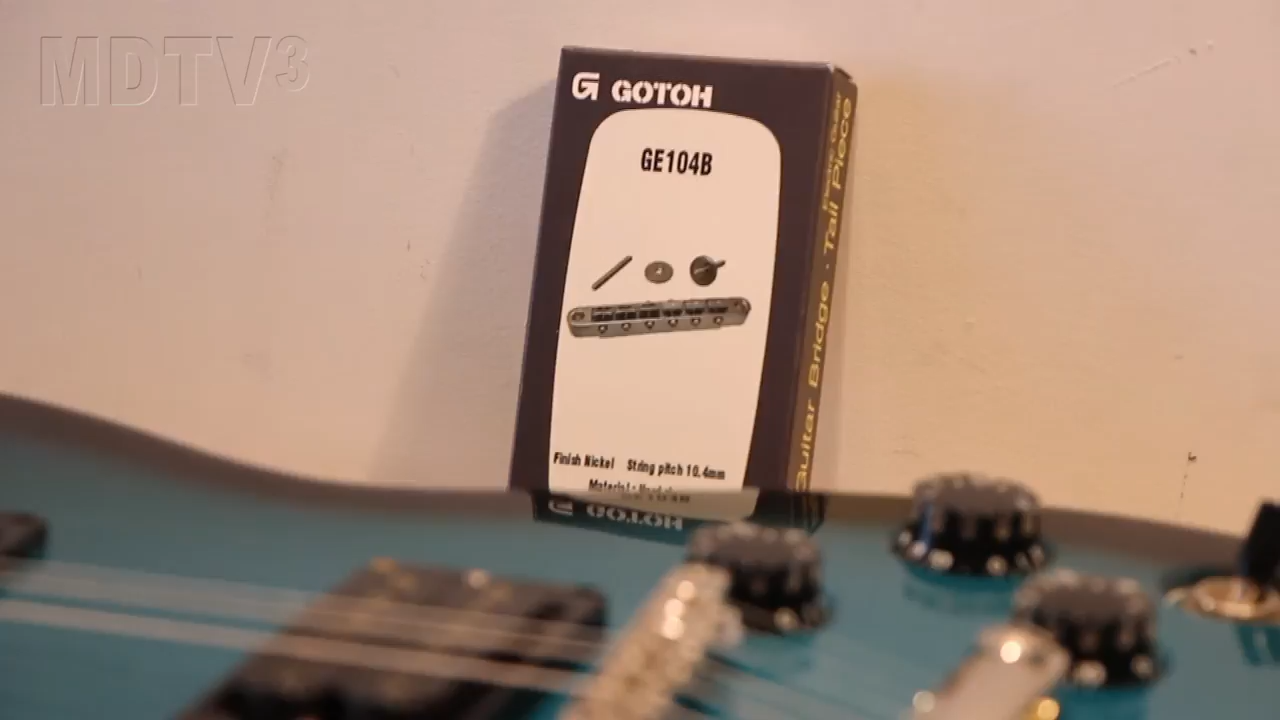 MDTV3
G GOTOH
GE104B
Finish Nickel String pitch 10.4mm
Guitar Bridge · Tail Piece
GOTOH